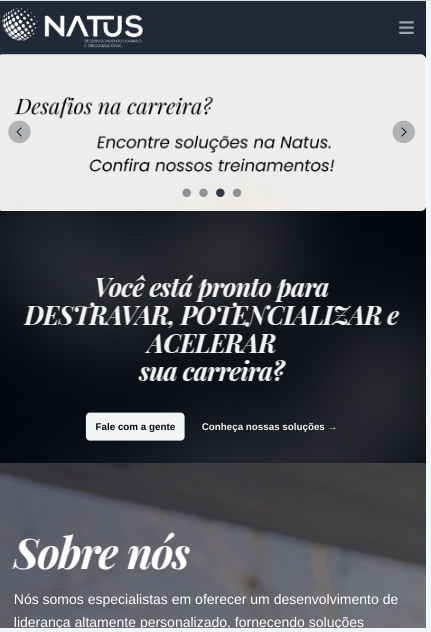 NATUS
DESENVOLVIMENTO HUMANO
E ORGANIZACIONAL
Desafios na carreira?
Encontre soluções na Natus.
Confira nossos treinamentos!
Você está pronto para
DESTRAVAR, POTENCIALIZAR e
ACELERAR
sua carreira?
Fale com a gente
Conheça nossas soluções →
Sobre nós
Nós somos especialistas em oferecer um desenvolvimento de
liderança altamente personalizado, fornecendo soluções